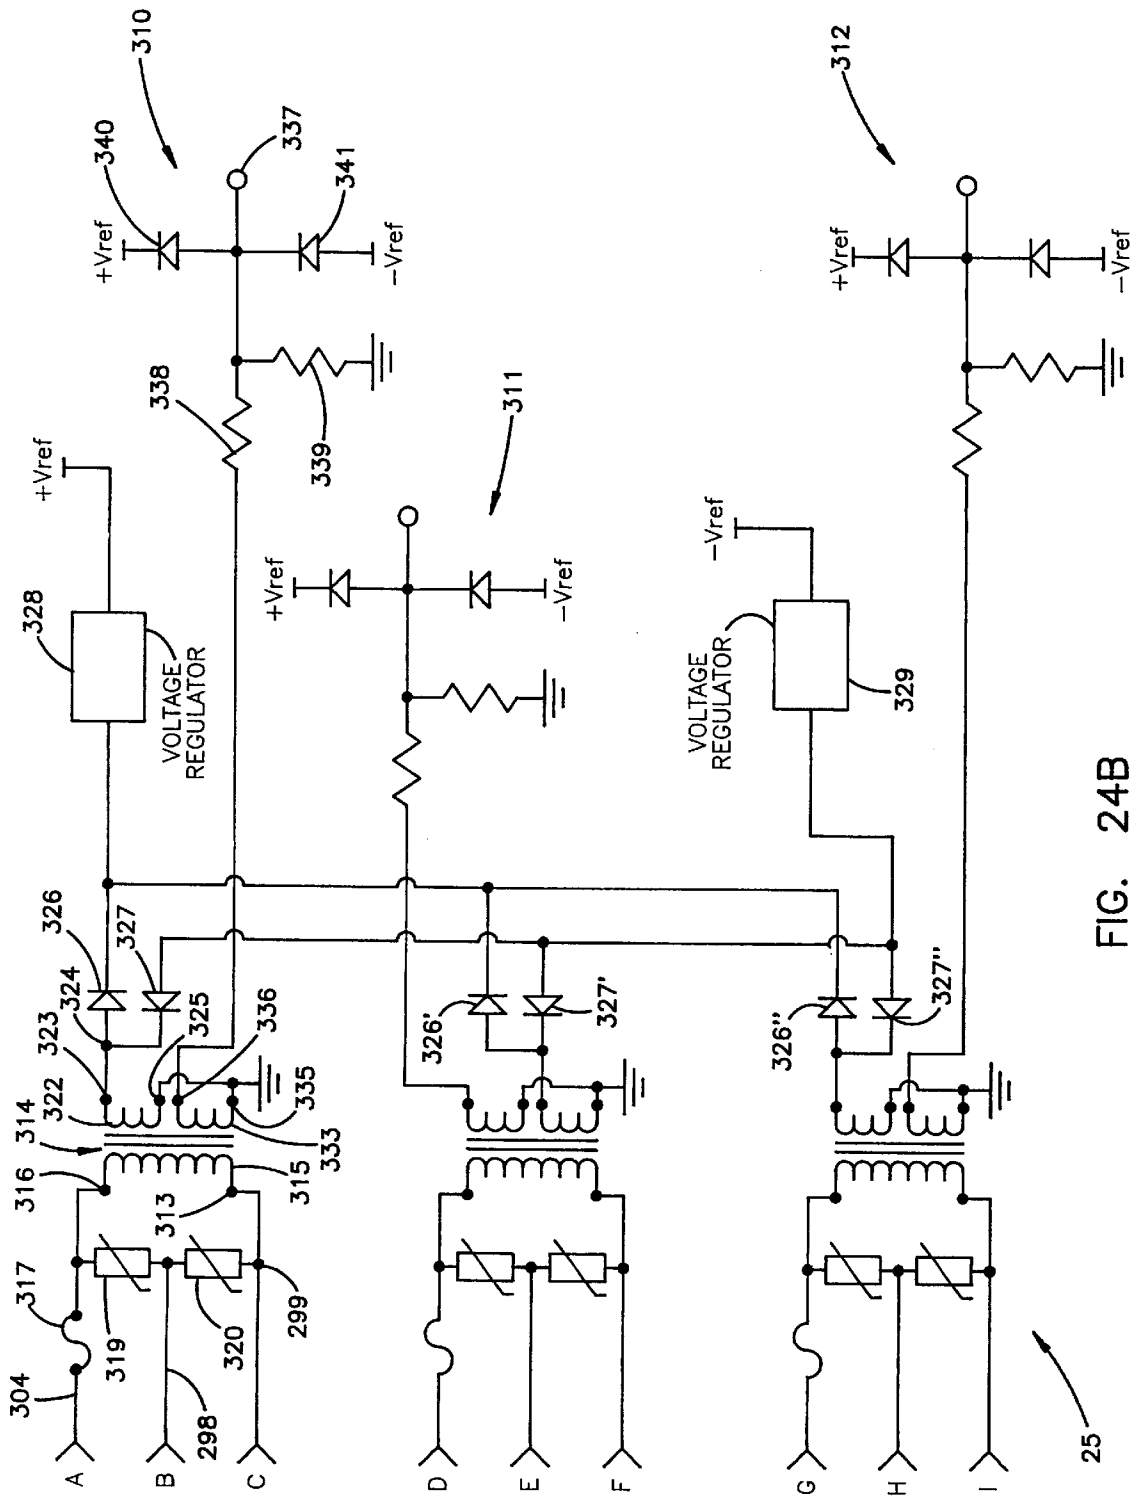 310
340
+Vref
337
341
-Vref
338
339
+Vref
328
VOLTAGE
REGULATOR
326
327
324
323
325
336
322
314
335
333
316
315
313
317
319
320
299
304
298
A
B
C
311
+Vref
-Vref
326'
327'
D
E
F
312
+Vref
-Vref
-Vref
VOLTAGE
REGULATOR
329
326''
327''
G
H
I
25
FIG. 24B